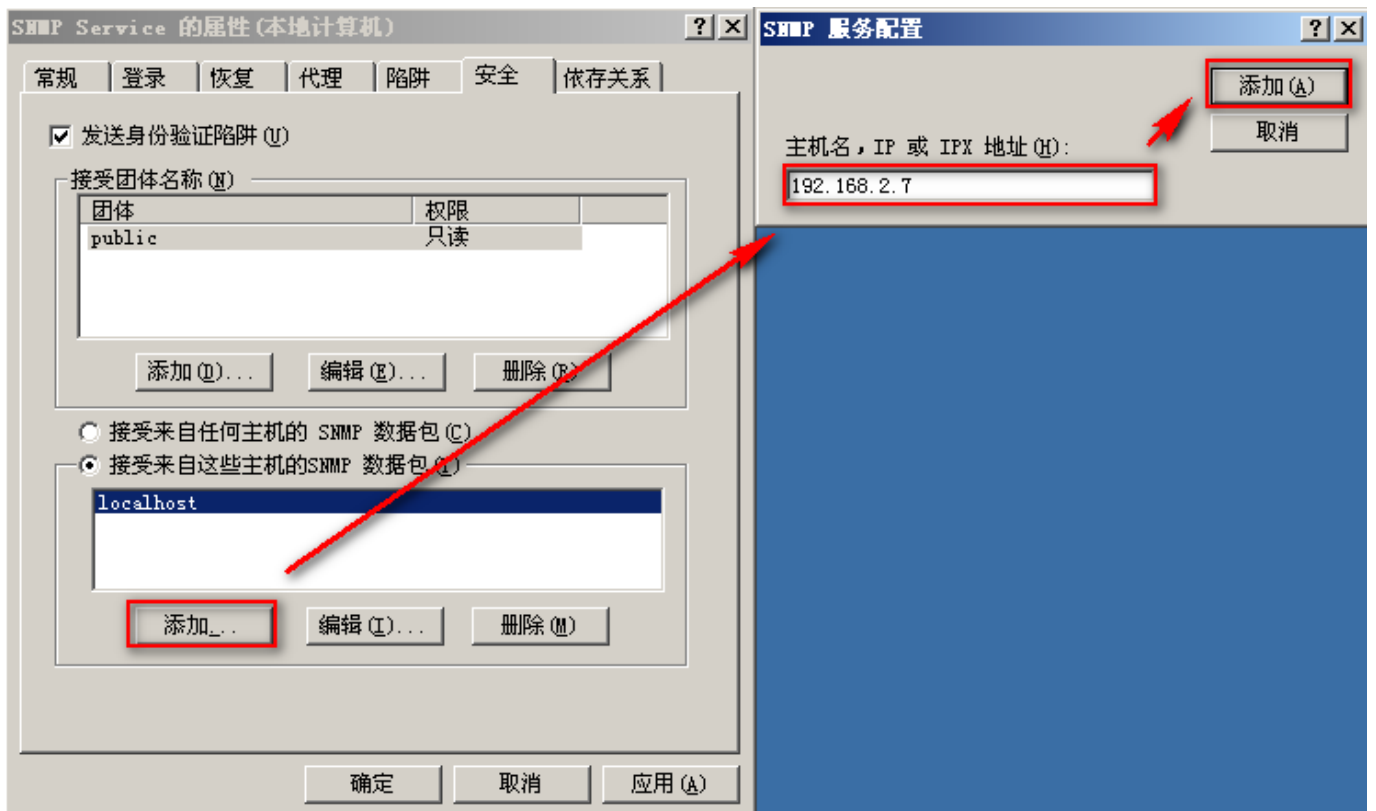 SNMP Service 的属性(本地计算机)
常规 登录 恢复 代理 陷阱 安全 依存关系
发送身份验证陷阱(U)
接受团体名称(N)
团体 权限
public 只读
添加(D)... 编辑(E)... 删除(R)
接受来自任何主机的 SNMP 数据包(C)
接受来自这些主机的SNMP 数据包(T)
localhost
添加... 编辑(I)... 删除(M)
确定 取消 应用(A)
SNMP 服务配置
添加(A)
取消
主机名，IP 或 IPX 地址(H):
192.168.2.7